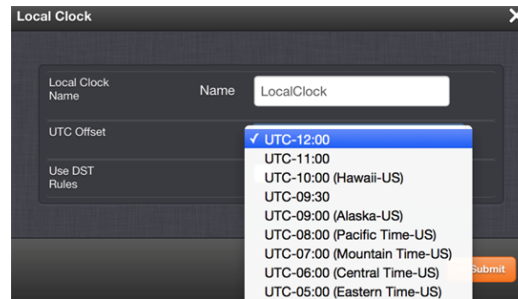 Local Clock
Local Clock
Name
Name
LocalClock
UTC Offset
✓ UTC-12:00
UTC-11:00
UTC-10:00 (Hawaii-US)
UTC-09:30
UTC-09:00 (Alaska-US)
UTC-08:00 (Pacific Time-US)
UTC-07:00 (Mountain Time-US)
UTC-06:00 (Central Time-US)
UTC-05:00 (Eastern Time-US)
Use DST
Rules
Submit